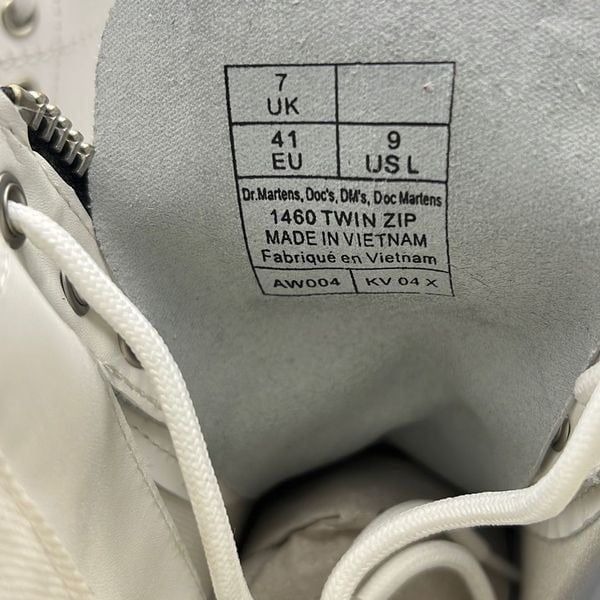 7
UK
41 9
EU US L
Dr.Martens, Doc's, DM's, Doc Martens
1460 TWIN ZIP
MADE IN VIETNAM
Fabriqué en Vietnam
AW004 KV 04 X